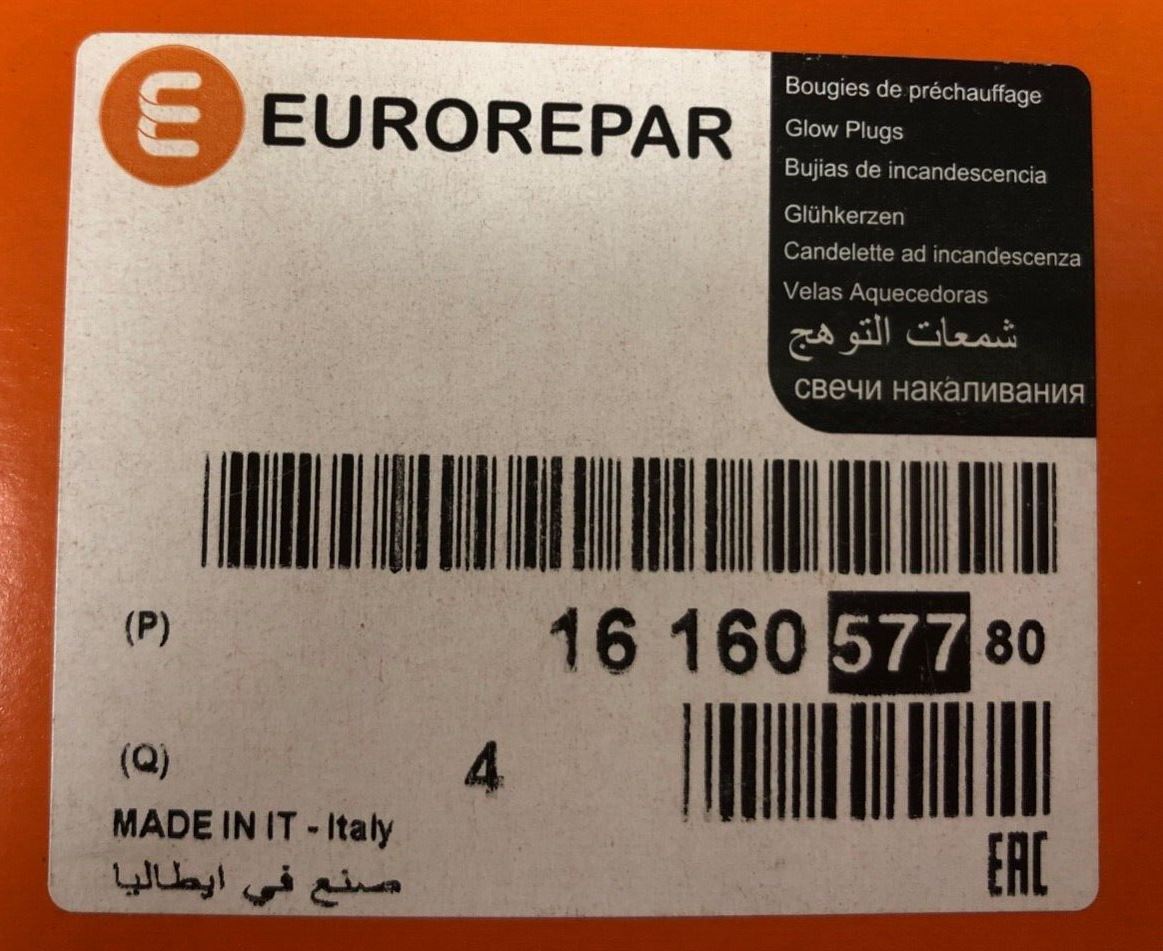 EUROREPAR
Bougies de préchauffage
Glow Plugs
Bujias de incandescencia
Glühkerzen
Candelette ad incandescenza
Velas Aquecedoras
شمعات التوهج
свечи накаливания
(P) 16 160 577 80
(Q) 4
MADE IN IT - Italy
صنع في ايطاليا
EAC